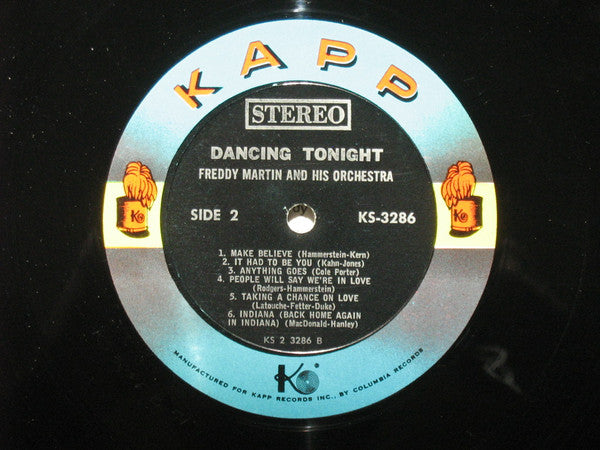 KAPP
STEREO
DANCING TONIGHT
FREDDY MARTIN AND HIS ORCHESTRA
SIDE 2
KS-3286
1. MAKE BELIEVE (Hammerstein-Kern)
2. IT HAD TO BE YOU (Kahn-Jones)
3. ANYTHING GOES (Cole Porter)
4. PEOPLE WILL SAY WE'RE IN LOVE
(Rodgers-Hammerstein)
5. TAKING A CHANCE ON LOVE
(Latouche-Fetter-Duke)
6. INDIANA (BACK HOME AGAIN
IN INDIANA) (MacDonald-Hanley)
KS 2 3286 B
K
MANUFACTURED FOR KAPP RECORDS INC., BY COLUMBIA RECORDS